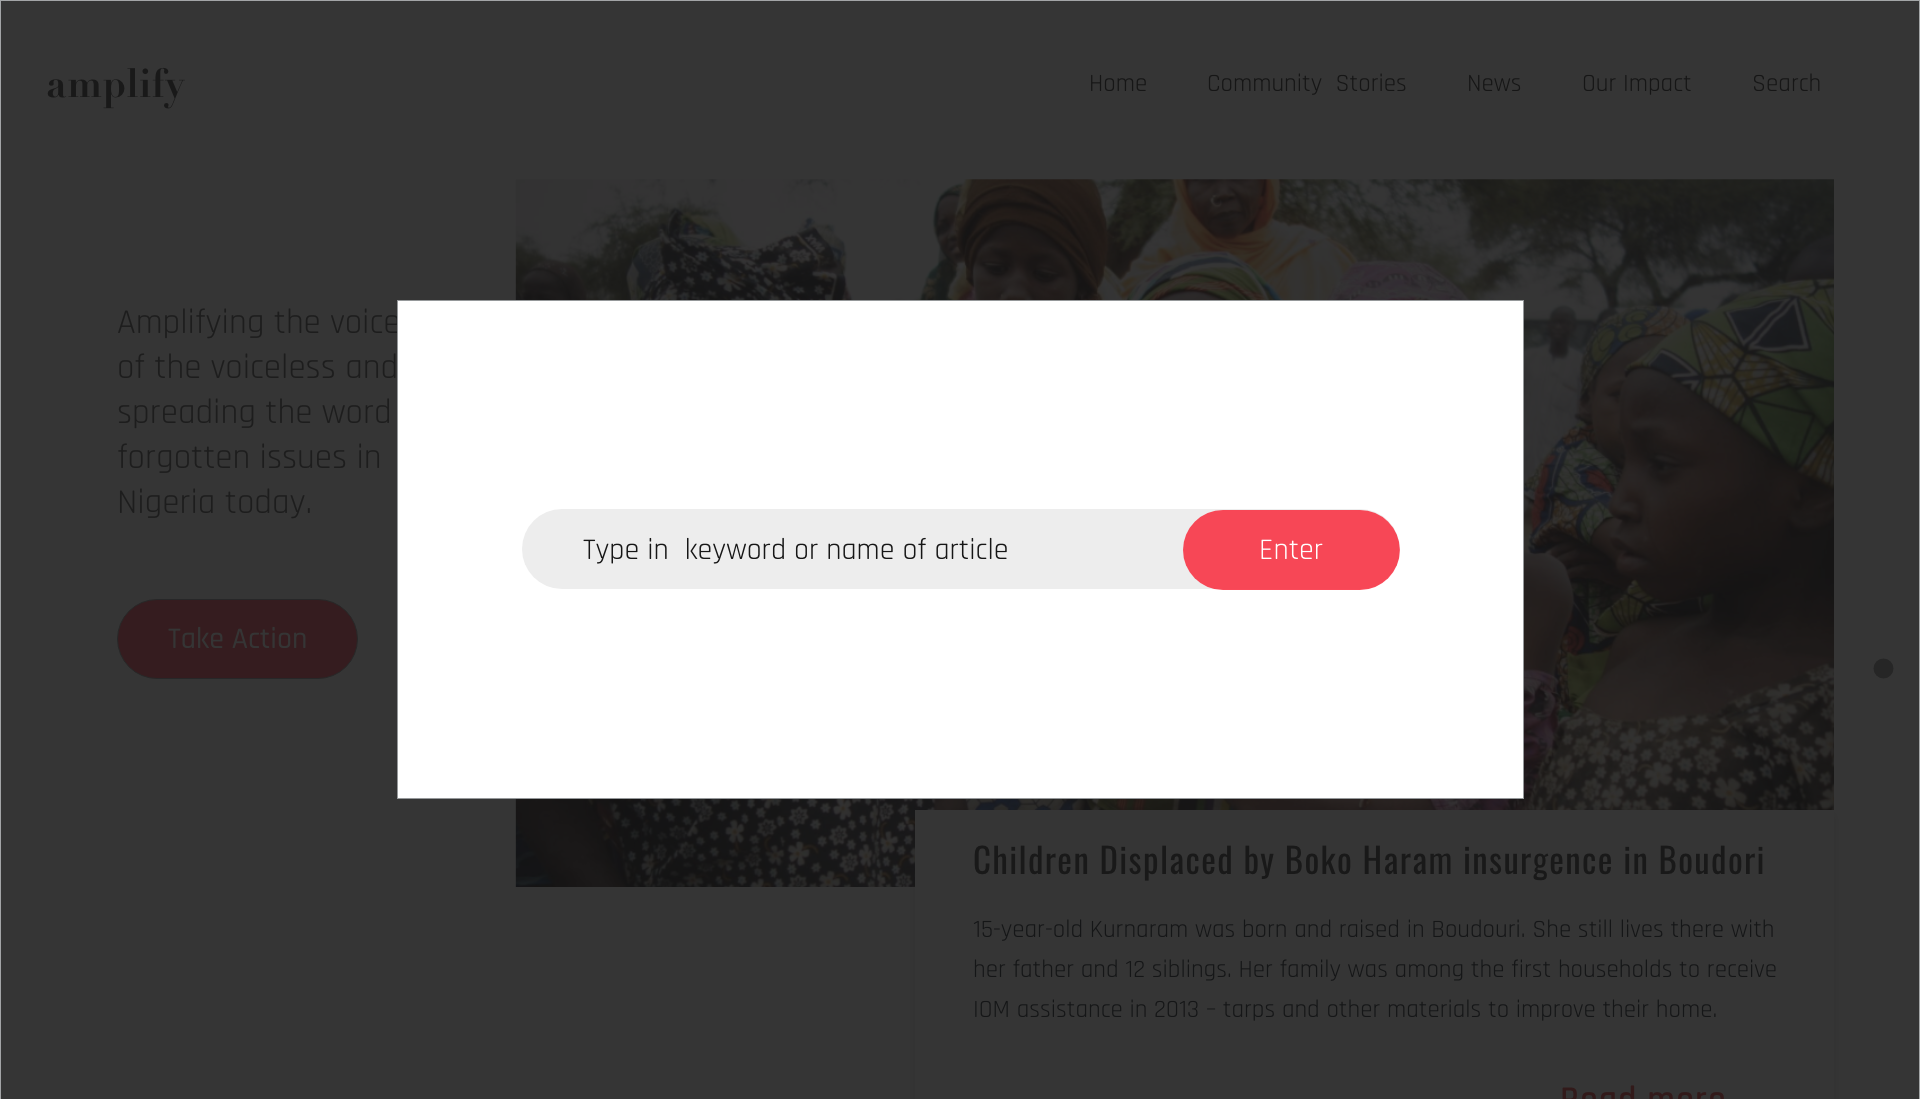 amplify
Home Community Stories News Our Impact Search
Amplifying the voice
of the voiceless and
spreading the word
forgotten issues in
Nigeria today.
Type in keyword or name of article Enter
Take Action
Children Displaced by Boko Haram insurgence in Boudori
15-year-old Kurnaram was born and raised in Boudouri. She still lives there with
her father and 12 siblings. Her family was among the first households to receive
IOM assistance in 2013 – tarps and other materials to improve their home.
Read more